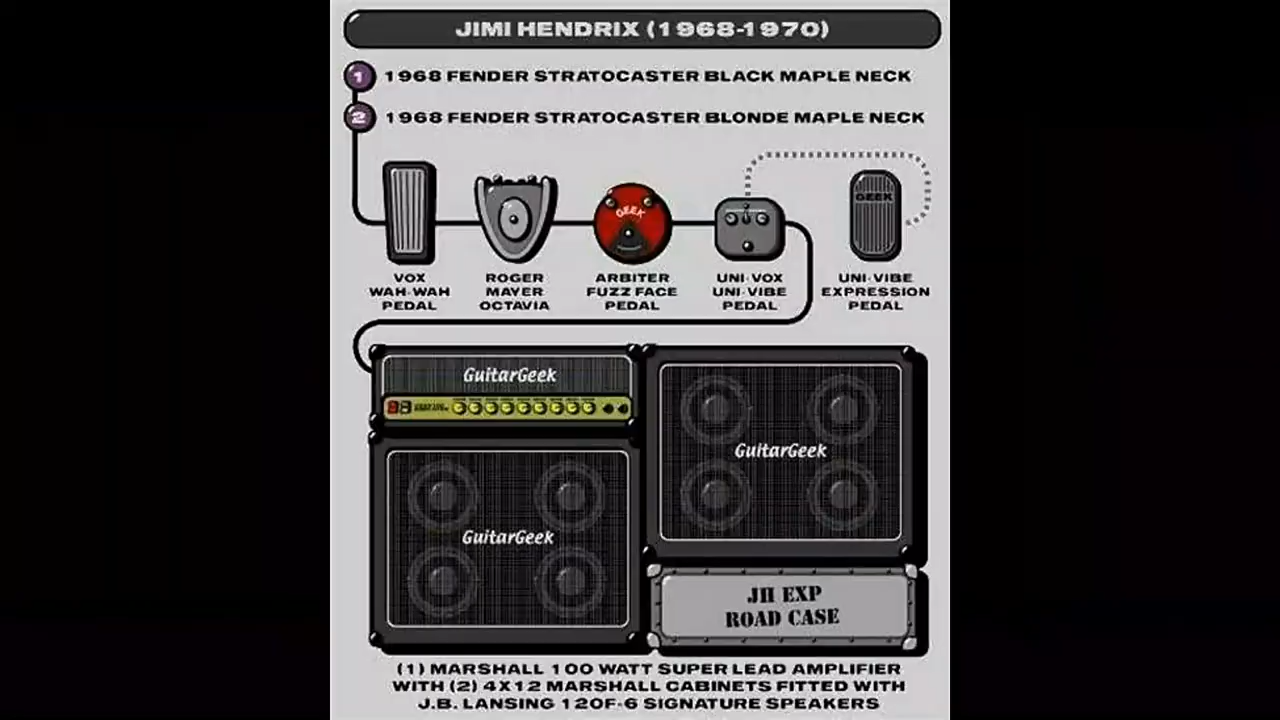 JIMI HENDRIX (1968-1970)
1 1968 FENDER STRATOCASTER BLACK MAPLE NECK
2 1968 FENDER STRATOCASTER BLONDE MAPLE NECK
GEEK
GEEK
VOX
WAH-WAH
PEDAL
ROGER
MAYER
OCTAVIA
ARBITER
FUZZ FACE
PEDAL
UNI-VOX
UNI-VIBE
PEDAL
UNI-VIBE
EXPRESSION
PEDAL
GuitarGeek
GuitarGeek
GuitarGeek
JH EXP
ROAD CASE
(1) MARSHALL 100 WATT SUPER LEAD AMPLIFIER
WITH (2) 4X12 MARSHALL CABINETS FITTED WITH
J.B. LANSING 120F-6 SIGNATURE SPEAKERS